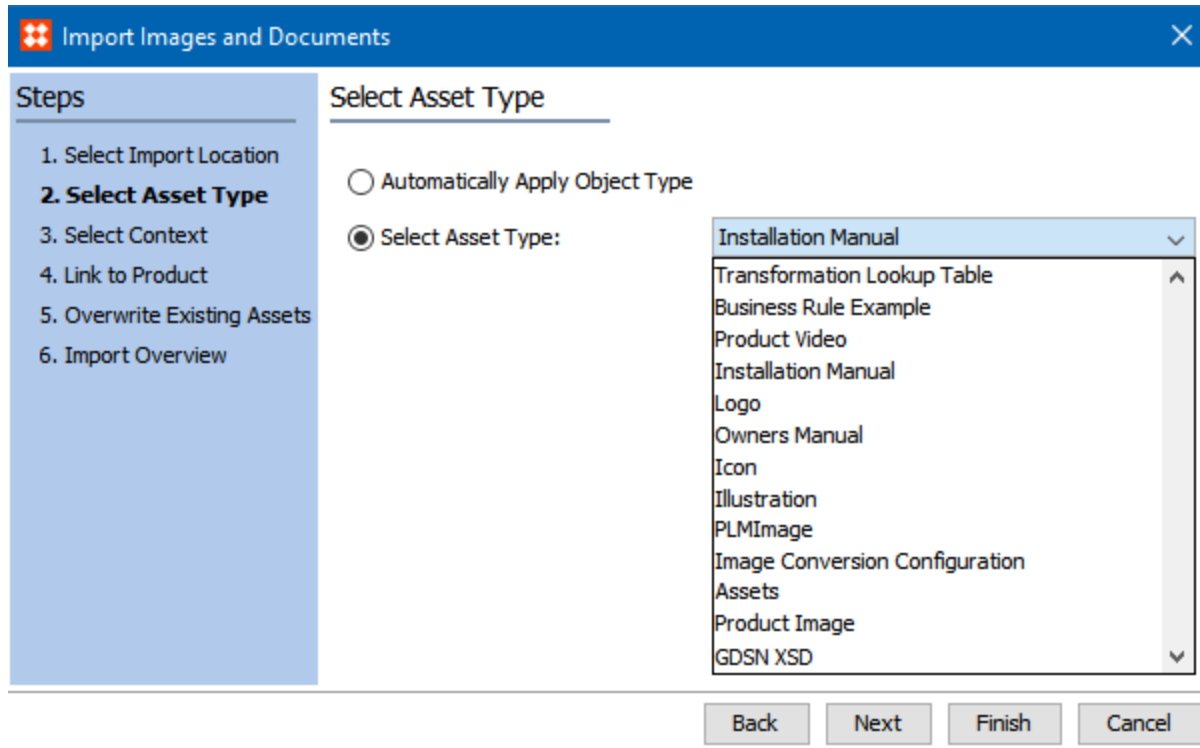 Import Images and Documents
Steps
1. Select Import Location
2. Select Asset Type
3. Select Context
4. Link to Product
5. Overwrite Existing Assets
6. Import Overview
Select Asset Type
Automatically Apply Object Type
Select Asset Type:
Installation Manual
Transformation Lookup Table
Business Rule Example
Product Video
Installation Manual
Logo
Owners Manual
Icon
Illustration
PLMImage
Image Conversion Configuration
Assets
Product Image
GDSN XSD
Back Next Finish Cancel